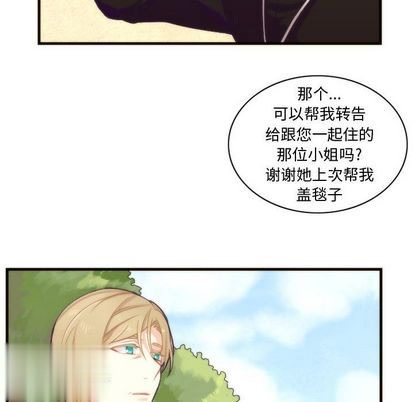 那个...
可以帮我转告
给跟您一起住的
那位小姐吗?
谢谢她上次帮我
盖毯子